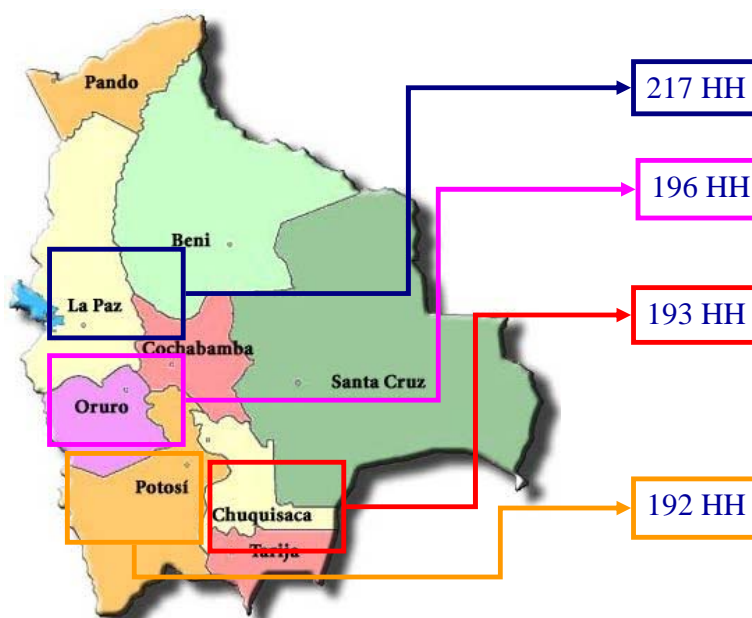 Pando
217 HH
196 HH
Beni
La Paz
193 HH
Cochabamba
Santa Cruz
Oruro
Potosí
192 HH
Chuquisaca
Tarija